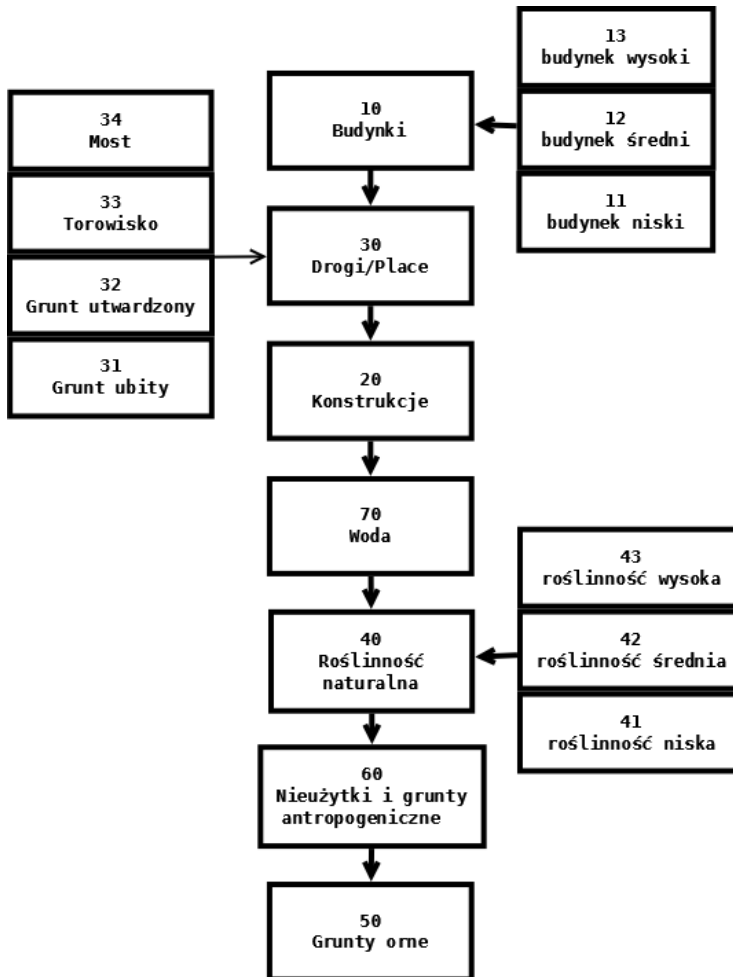 13
budynek wysoki
12
budynek średni
11
budynek niski
10
Budynki
34
Most
33
Torowisko
32
Grunt utwardzony
31
Grunt ubity
30
Drogi/Place
20
Konstrukcje
70
Woda
43
roślinność wysoka
42
roślinność średnia
41
roślinność niska
40
Roślinność
naturalna
60
Nieużytki i grunty
antropogeniczne
50
Grunty orne